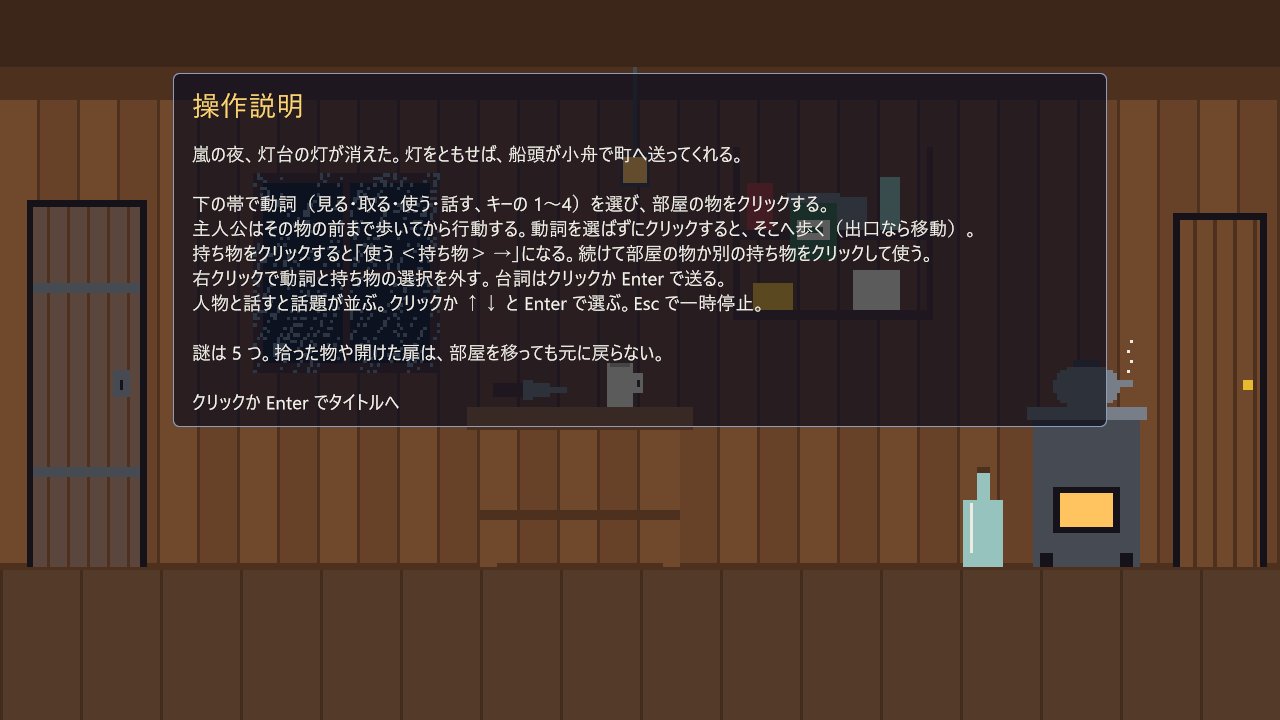 操作説明
嵐の夜、灯台の灯が消えた。灯をともせば、船頭が小舟で町へ送ってくれる。
下の帯で動詞（見る・取る・使う・話す、キーの 1～4）を選び、部屋の物をクリックする。
主人公はその物の前まで歩いてから行動する。動詞を選ばずにクリックすると、そこへ歩く（出口なら移動）。
持ち物をクリックすると「使う ＜持ち物＞ →」になる。続けて部屋の物か別の持ち物をクリックして使う。
右クリックで動詞と持ち物の選択を外す。台詞はクリックか Enter で送る。
人物と話すと話題が並ぶ。クリックか ↑ ↓ と Enter で選ぶ。Esc で一時停止。
謎は 5 つ。拾った物や開けた扉は、部屋を移っても元に戻らない。
クリックか Enter でタイトルへ